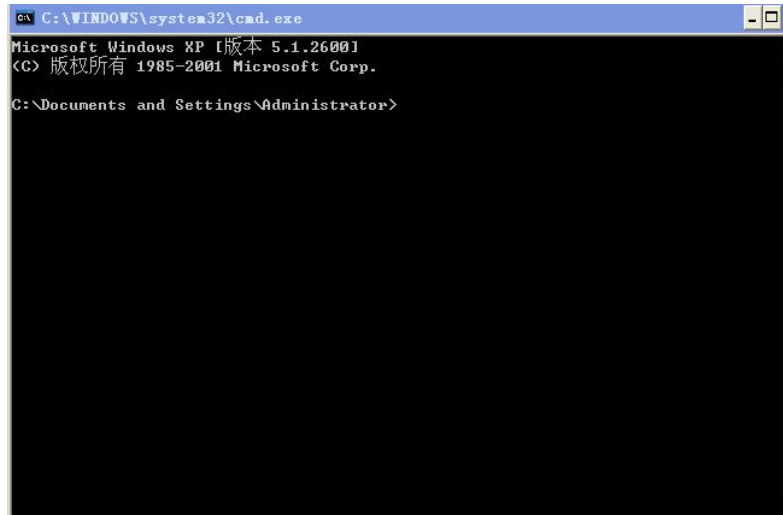 C:\WINDOWS\system32\cmd.exe
Microsoft Windows XP [版本 5.1.2600]
(C) 版权所有 1985-2001 Microsoft Corp.
C:\Documents and Settings\Administrator>